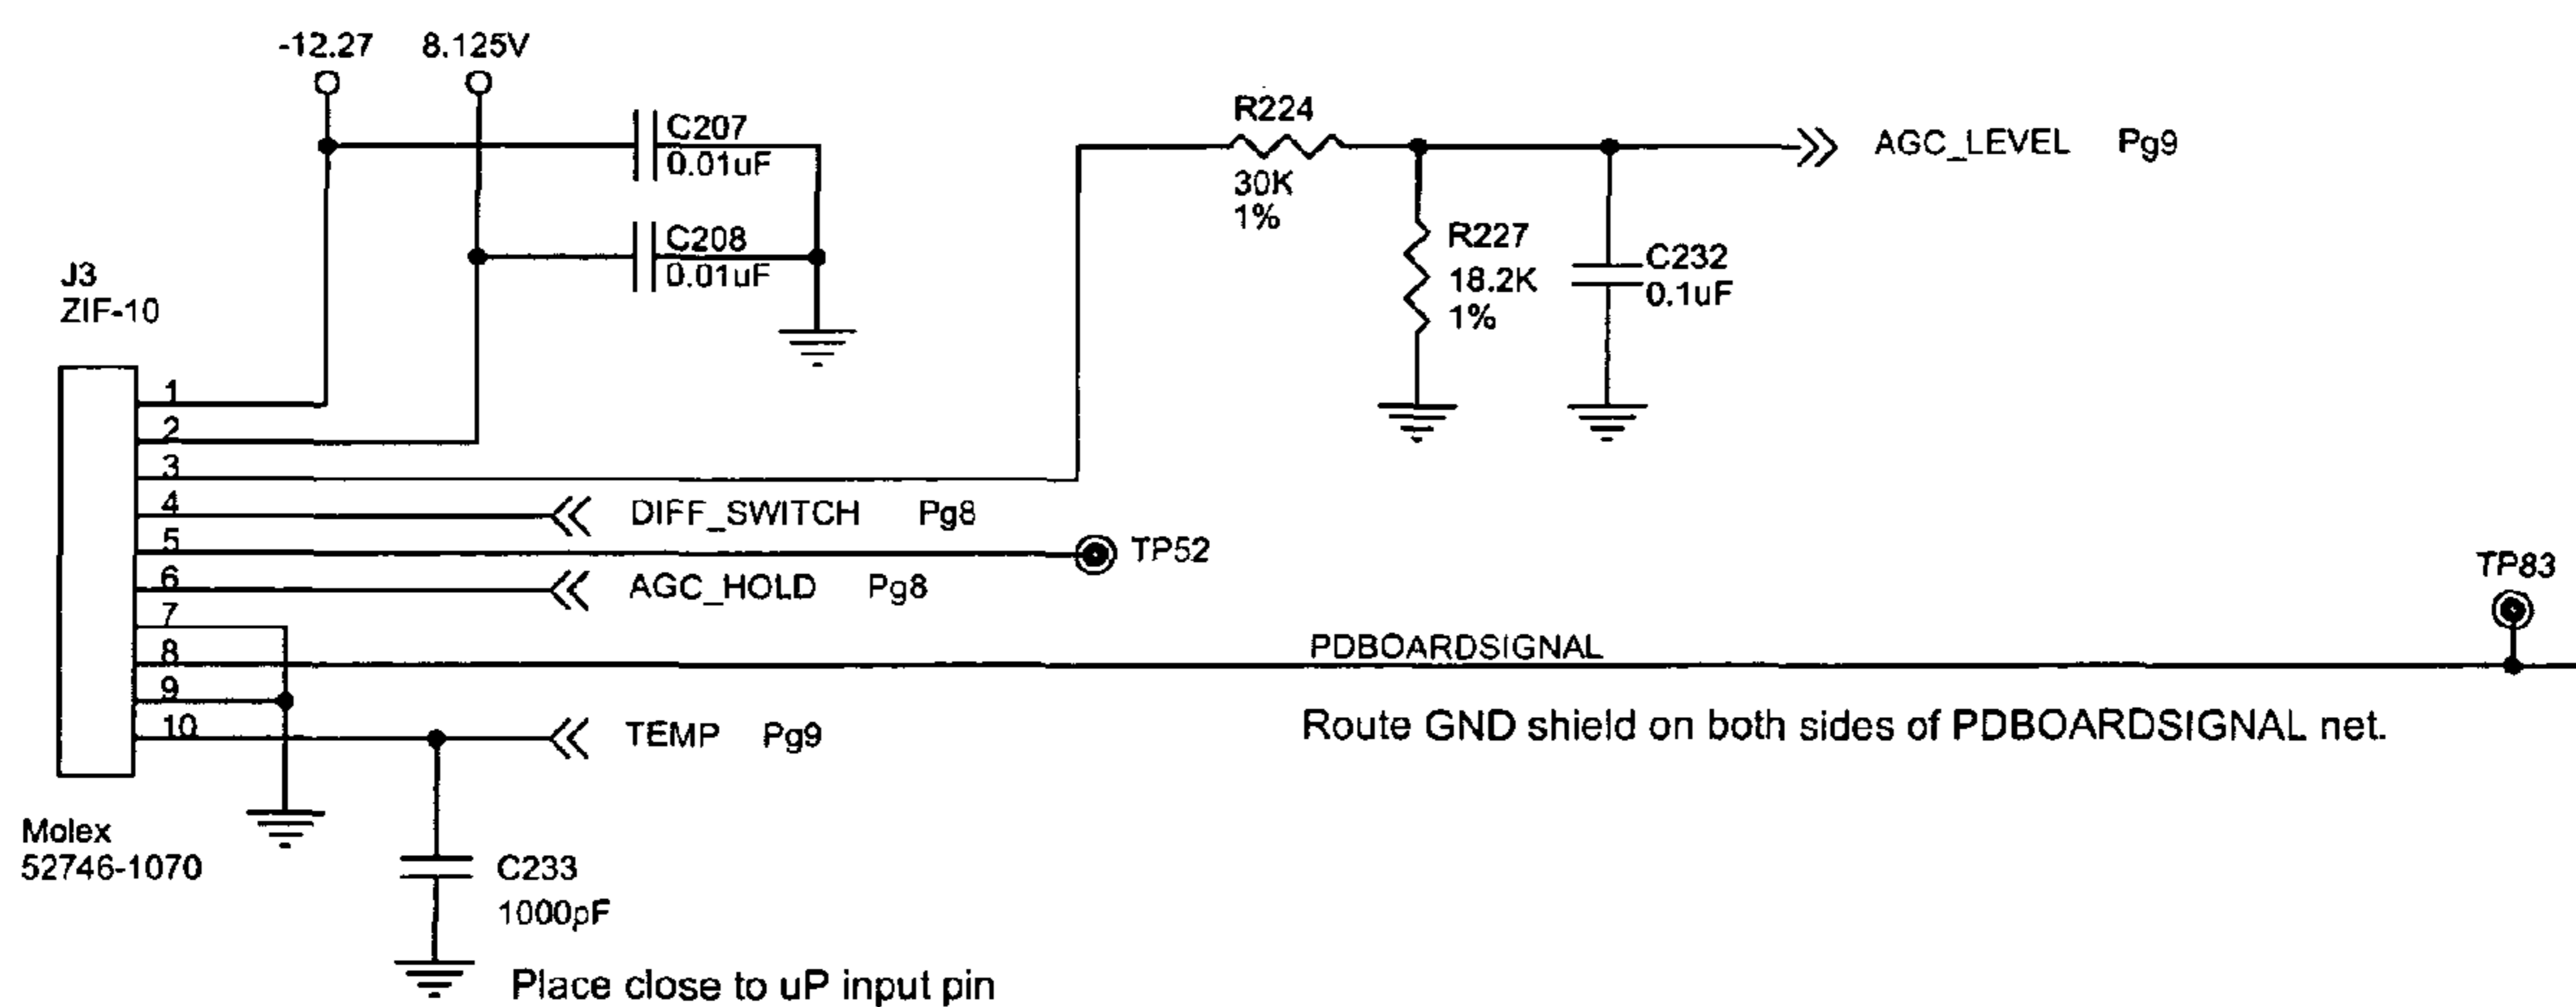 -12.27 8.125V
C207
0.01uF
C208
0.01uF
R224
30K
1%
AGC_LEVEL Pg9
R227
18.2K
1%
C232
0.1uF
J3
ZIF-10
1
2
3
4
DIFF_SWITCH Pg8
5
TP52
6
AGC_HOLD Pg8
7
8
PDBOARDSIGNAL
TP83
9
10
TEMP Pg9
Route GND shield on both sides of PDBOARDSIGNAL net.
Molex
52746-1070
C233
1000pF
Place close to uP input pin